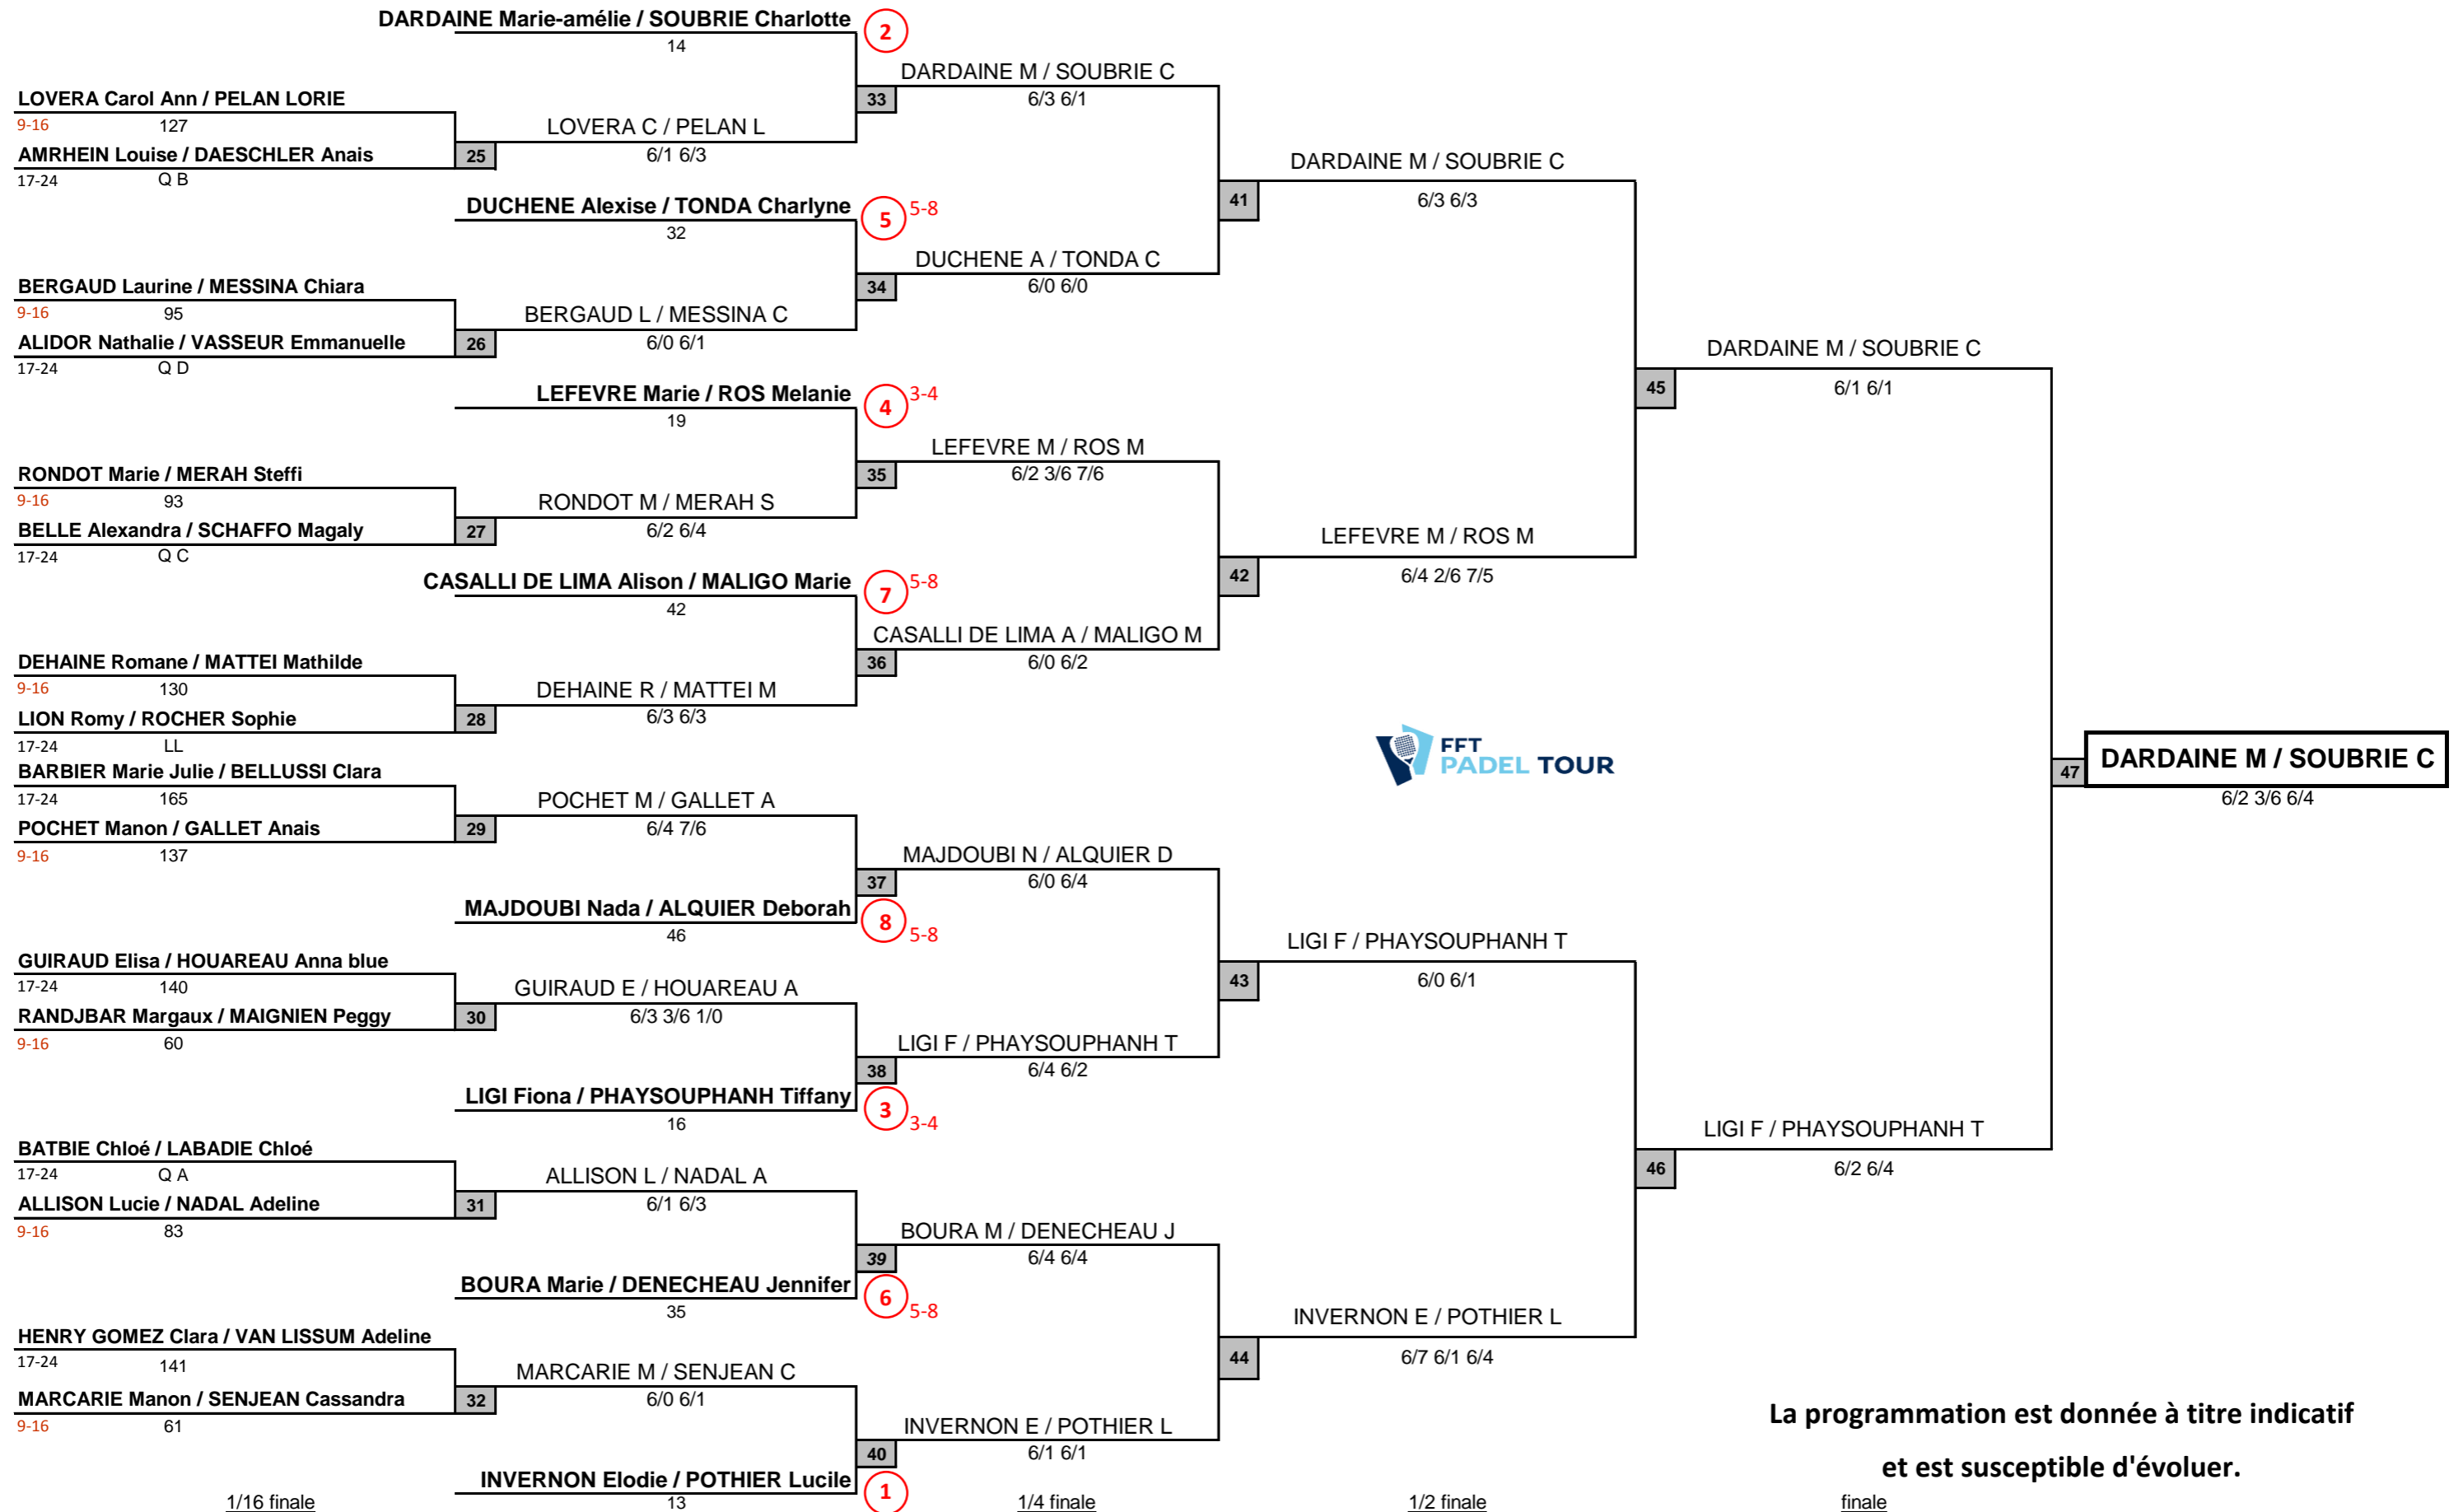 DARDAINE Marie-amélie / SOUBRIE Charlotte
2
14
DARDAINE M / SOUBRIE C
33
6/3 6/1
LOVERA Carol Ann / PELAN LORIE
9-16 127
LOVERA C / PELAN L
AMRHEIN Louise / DAESCHLER Anais
25
6/1 6/3
17-24 Q B
DARDAINE M / SOUBRIE C
41
6/3 6/3
DUCHENE Alexise / TONDA Charlyne
5
5-8
32
DUCHENE A / TONDA C
34
6/0 6/0
BERGAUD Laurine / MESSINA Chiara
9-16 95
BERGAUD L / MESSINA C
ALIDOR Nathalie / VASSEUR Emmanuelle
26
6/0 6/1
17-24 Q D
DARDAINE M / SOUBRIE C
45
6/1 6/1
LEFEVRE Marie / ROS Melanie
4
3-4
19
LEFEVRE M / ROS M
35
6/2 3/6 7/6
RONDOT Marie / MERAH Steffi
9-16 93
RONDOT M / MERAH S
BELLE Alexandra / SCHAFFO Magaly
27
6/2 6/4
17-24 Q C
LEFEVRE M / ROS M
42
6/4 2/6 7/5
CASALLI DE LIMA Alison / MALIGO Marie
7
5-8
42
CASALLI DE LIMA A / MALIGO M
36
6/0 6/2
DEHAINE Romane / MATTEI Mathilde
9-16 130
DEHAINE R / MATTEI M
LION Romy / ROCHER Sophie
28
6/3 6/3
17-24 LL
FFT
PADEL TOUR
47
DARDAINE M / SOUBRIE C
6/2 3/6 6/4
BARBIER Marie Julie / BELLUSSI Clara
17-24 165
POCHET M / GALLET A
POCHET Manon / GALLET Anais
29
6/4 7/6
9-16 137
MAJDOUBI N / ALQUIER D
37
6/0 6/4
MAJDOUBI Nada / ALQUIER Deborah
8
5-8
46
LIGI F / PHAYSOUPHANH T
43
6/0 6/1
GUIRAUD Elisa / HOUAREAU Anna blue
17-24 140
GUIRAUD E / HOUAREAU A
RANDJBAR Margaux / MAIGNIEN Peggy
30
6/3 3/6 1/0
9-16 60
LIGI F / PHAYSOUPHANH T
38
6/4 6/2
LIGI Fiona / PHAYSOUPHANH Tiffany
3
3-4
16
LIGI F / PHAYSOUPHANH T
46
6/2 6/4
BATBIE Chloé / LABADIE Chloé
17-24 Q A
ALLISON L / NADAL A
ALLISON Lucie / NADAL Adeline
31
6/1 6/3
9-16 83
BOURA M / DENECHEAU J
39
6/4 6/4
BOURA Marie / DENECHEAU Jennifer
6
5-8
35
INVERNON E / POTHIER L
44
6/7 6/1 6/4
HENRY GOMEZ Clara / VAN LISSUM Adeline
17-24 141
MARCARIE M / SENJEAN C
MARCARIE Manon / SENJEAN Cassandra
32
6/0 6/1
9-16 61
INVERNON E / POTHIER L
40
6/1 6/1
INVERNON Elodie / POTHIER Lucile
1
13
La programmation est donnée à titre indicatif
et est susceptible d'évoluer.
1/16 finale
1/4 finale
1/2 finale
finale